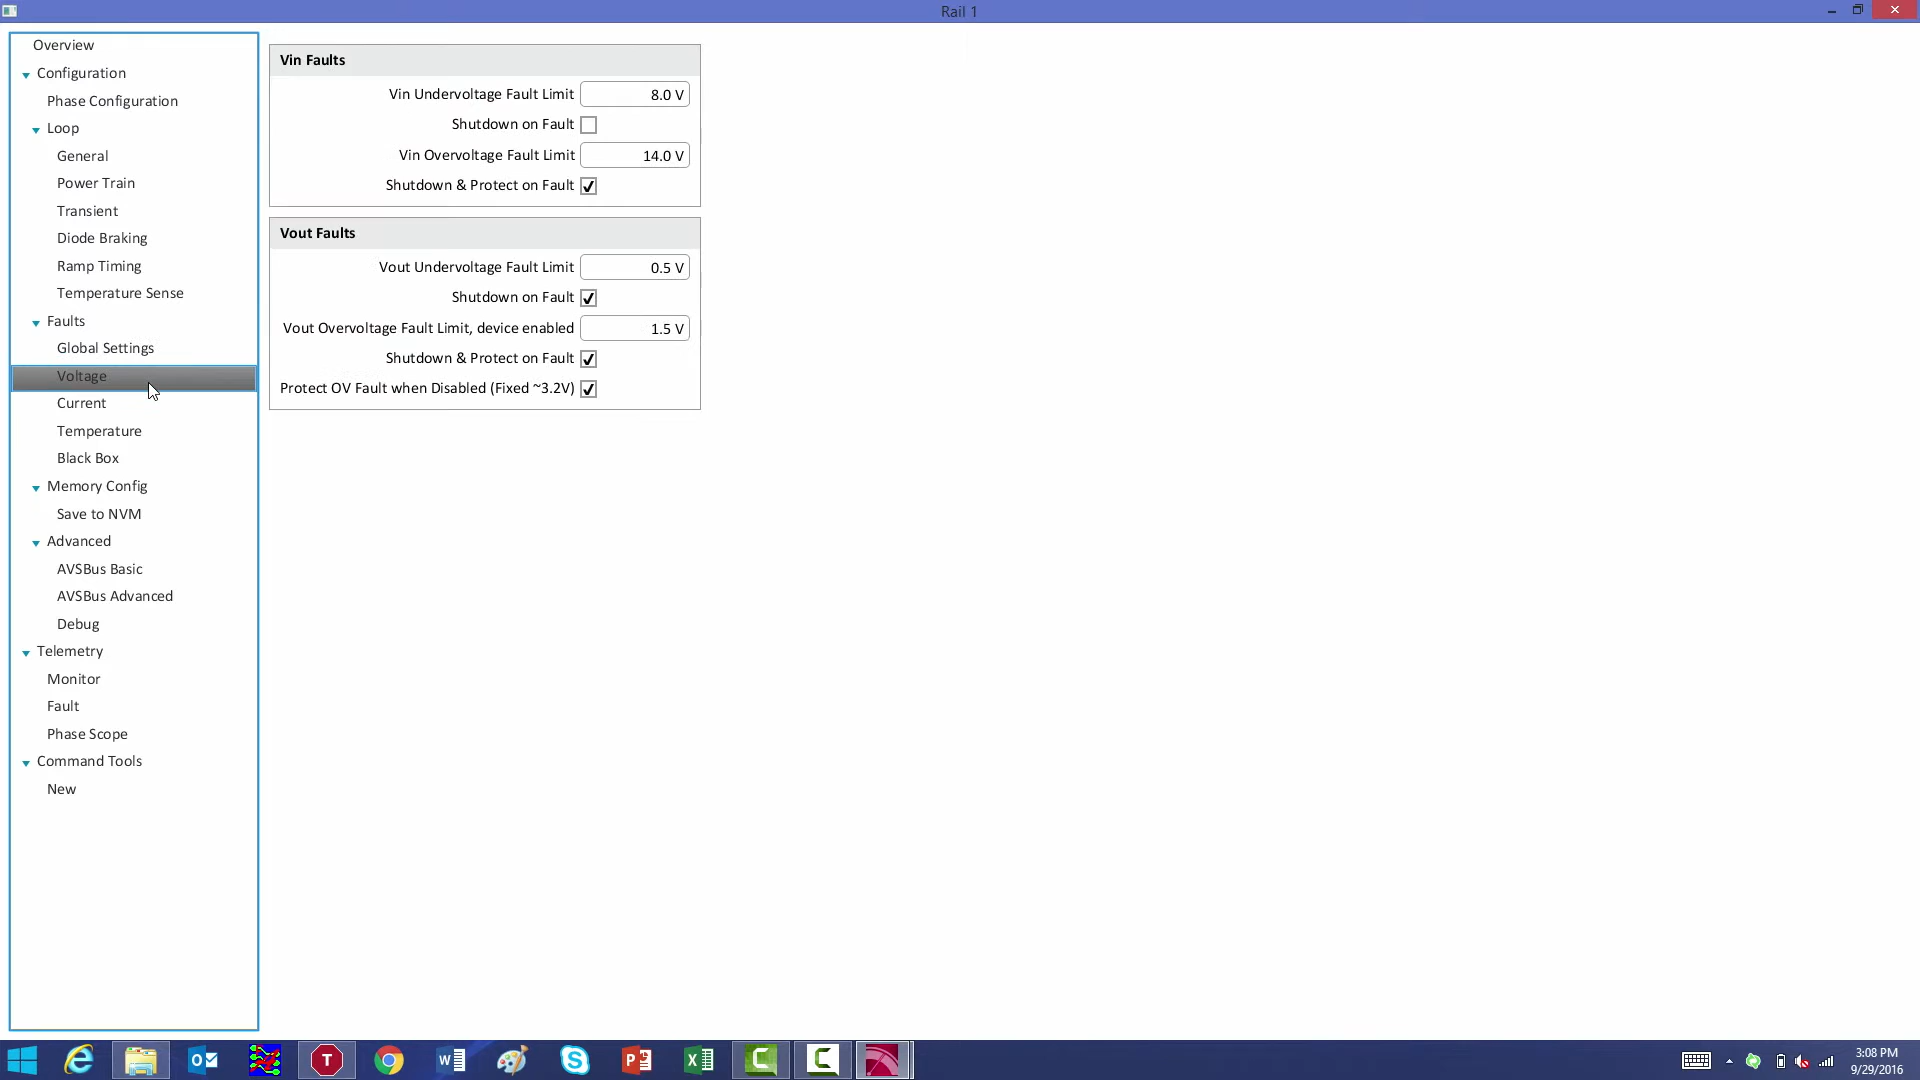 Rail 1
Overview
Configuration
Phase Configuration
Loop
General
Power Train
Transient
Diode Braking
Ramp Timing
Temperature Sense
Faults
Global Settings
Voltage
Current
Temperature
Black Box
Memory Config
Save to NVM
Advanced
AVSBus Basic
AVSBus Advanced
Debug
Telemetry
Monitor
Fault
Phase Scope
Command Tools
New
Vin Faults
Vin Undervoltage Fault Limit 8.0 V
Shutdown on Fault
Vin Overvoltage Fault Limit 14.0 V
Shutdown & Protect on Fault
Vout Faults
Vout Undervoltage Fault Limit 0.5 V
Shutdown on Fault
Vout Overvoltage Fault Limit, device enabled 1.5 V
Shutdown & Protect on Fault
Protect OV Fault when Disabled (Fixed ~3.2V)
3:08 PM
9/29/2016